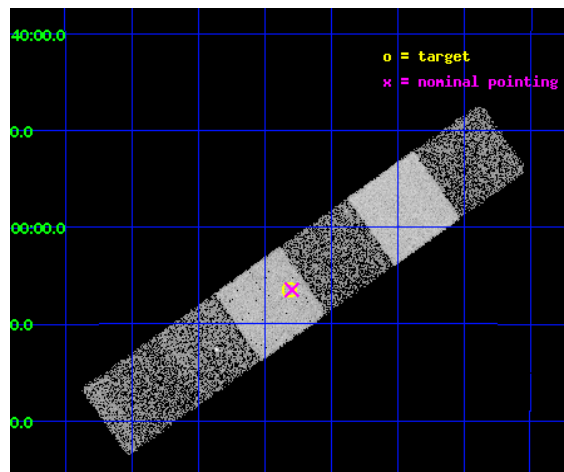 40:00.0
o = target
x = nominal pointing
0.0
00:00.0
0.0
0.0